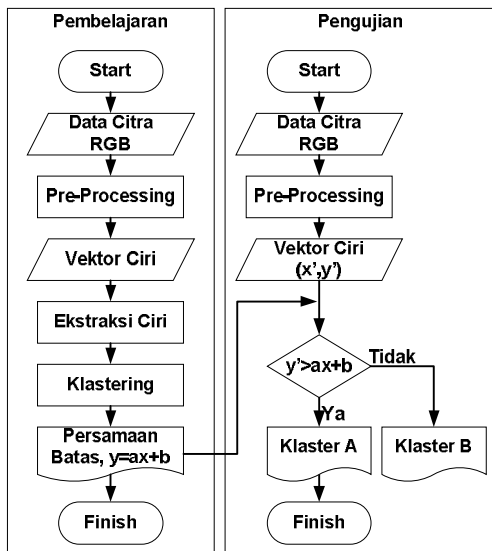 Pembelajaran
Start
Data Citra
RGB
Pre-Processing
Vektor Ciri
Ekstraksi Ciri
Klastering
Persamaan
Batas, y=ax+b
Finish
Pengujian
Start
Data Citra
RGB
Pre-Processing
Vektor Ciri
(x',y')
y'>ax+b
Tidak
Ya
Klaster A
Klaster B
Finish